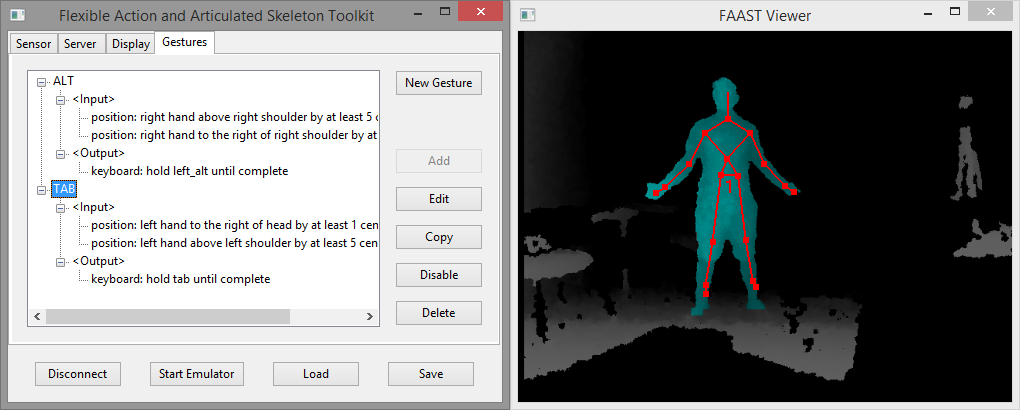 Flexible Action and Articulated Skeleton Toolkit
Sensor Server Display Gestures
ALT
<Input>
position: right hand above right shoulder by at least 5
position: right hand to the right of right shoulder by at
<Output>
keyboard: hold left_alt until complete
TAB
<Input>
position: left hand to the right of head by at least 1 cen
position: left hand above left shoulder by at least 5 cen
<Output>
keyboard: hold tab until complete
New Gesture
Add
Edit
Copy
Disable
Delete
Disconnect Start Emulator Load Save
FAAST Viewer
1